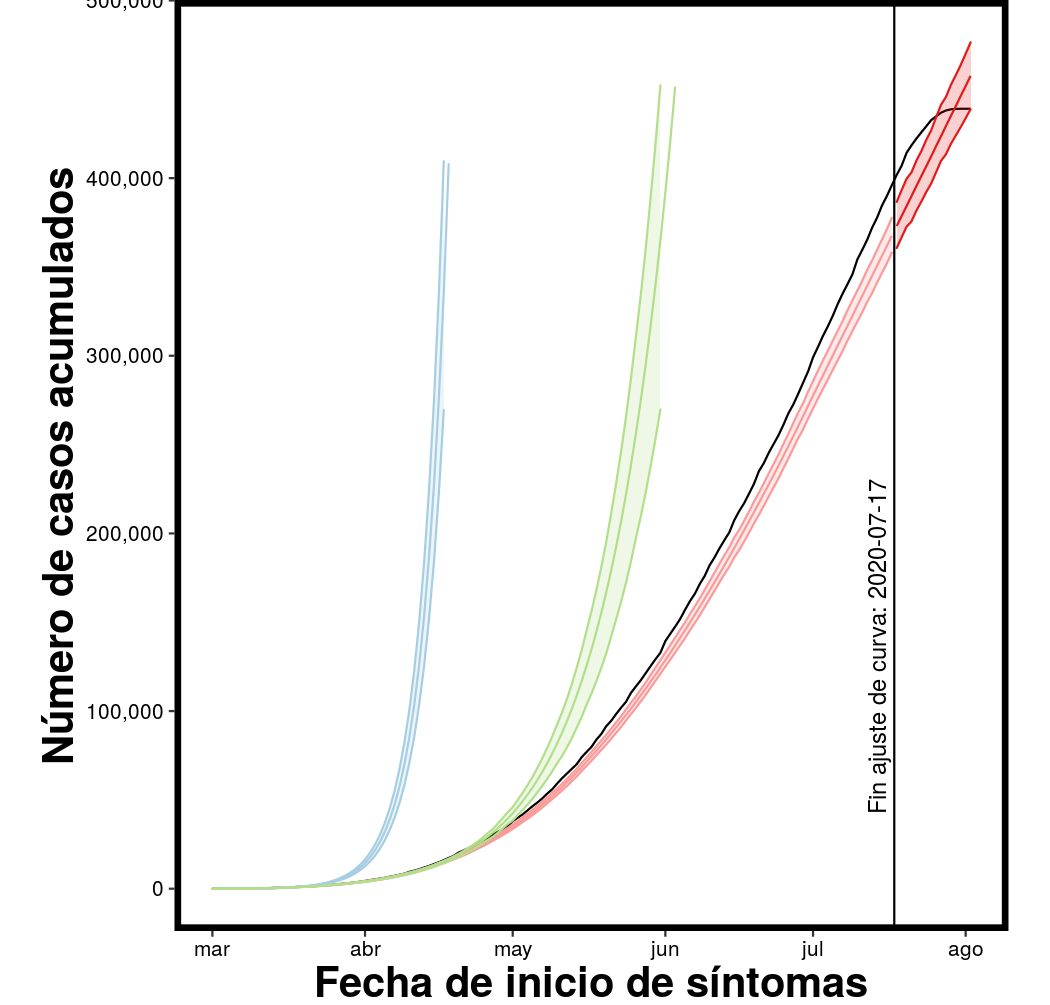 500,000
400,000
300,000
200,000
100,000
0
Número de casos acumulados
Fin ajuste de curva: 2020-07-17
mar abr may jun jul ago
Fecha de inicio de síntomas